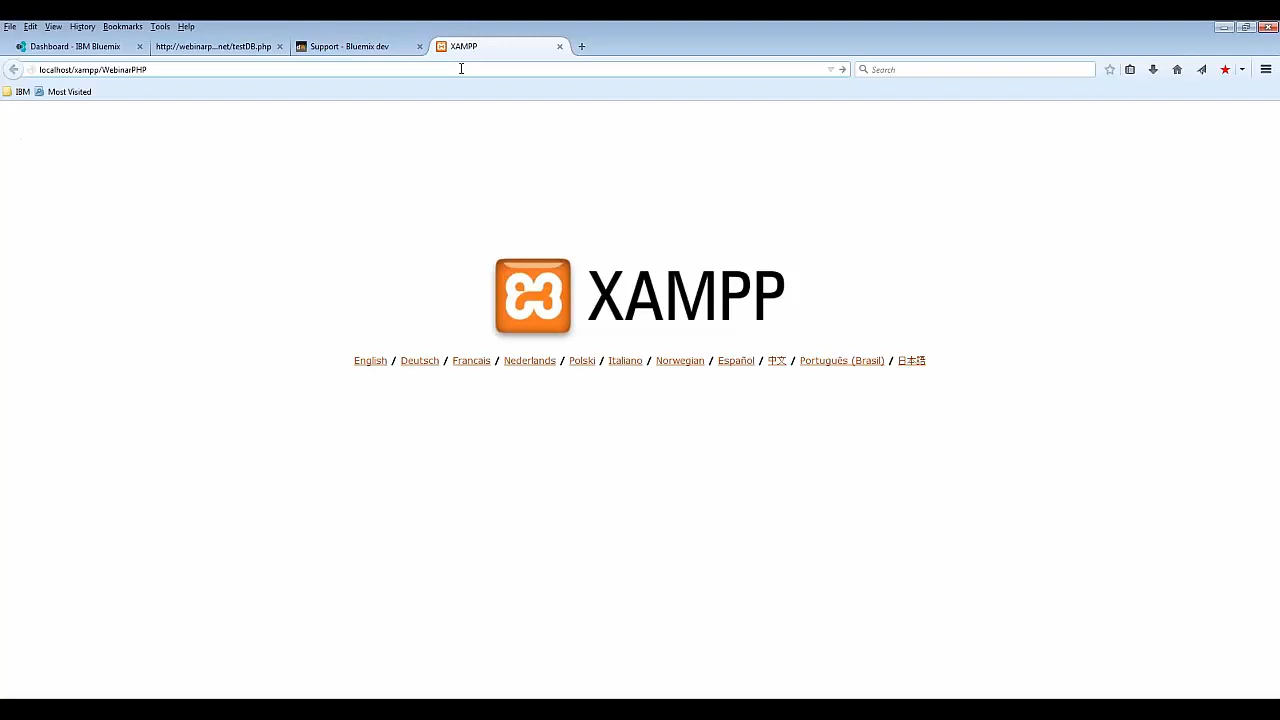 File Edit View History Bookmarks Tools Help
Dashboard - IBM Bluemix × http://webinarp...net/testDB.php × Support - Bluemix dev × XAMPP × +
localhost/xampp/WebinarPHP Search
IBM Most Visited
XAMPP
English / Deutsch / Francais / Nederlands / Polski / Italiano / Norwegian / Español / 中文 / Português (Brasil) / 日本語